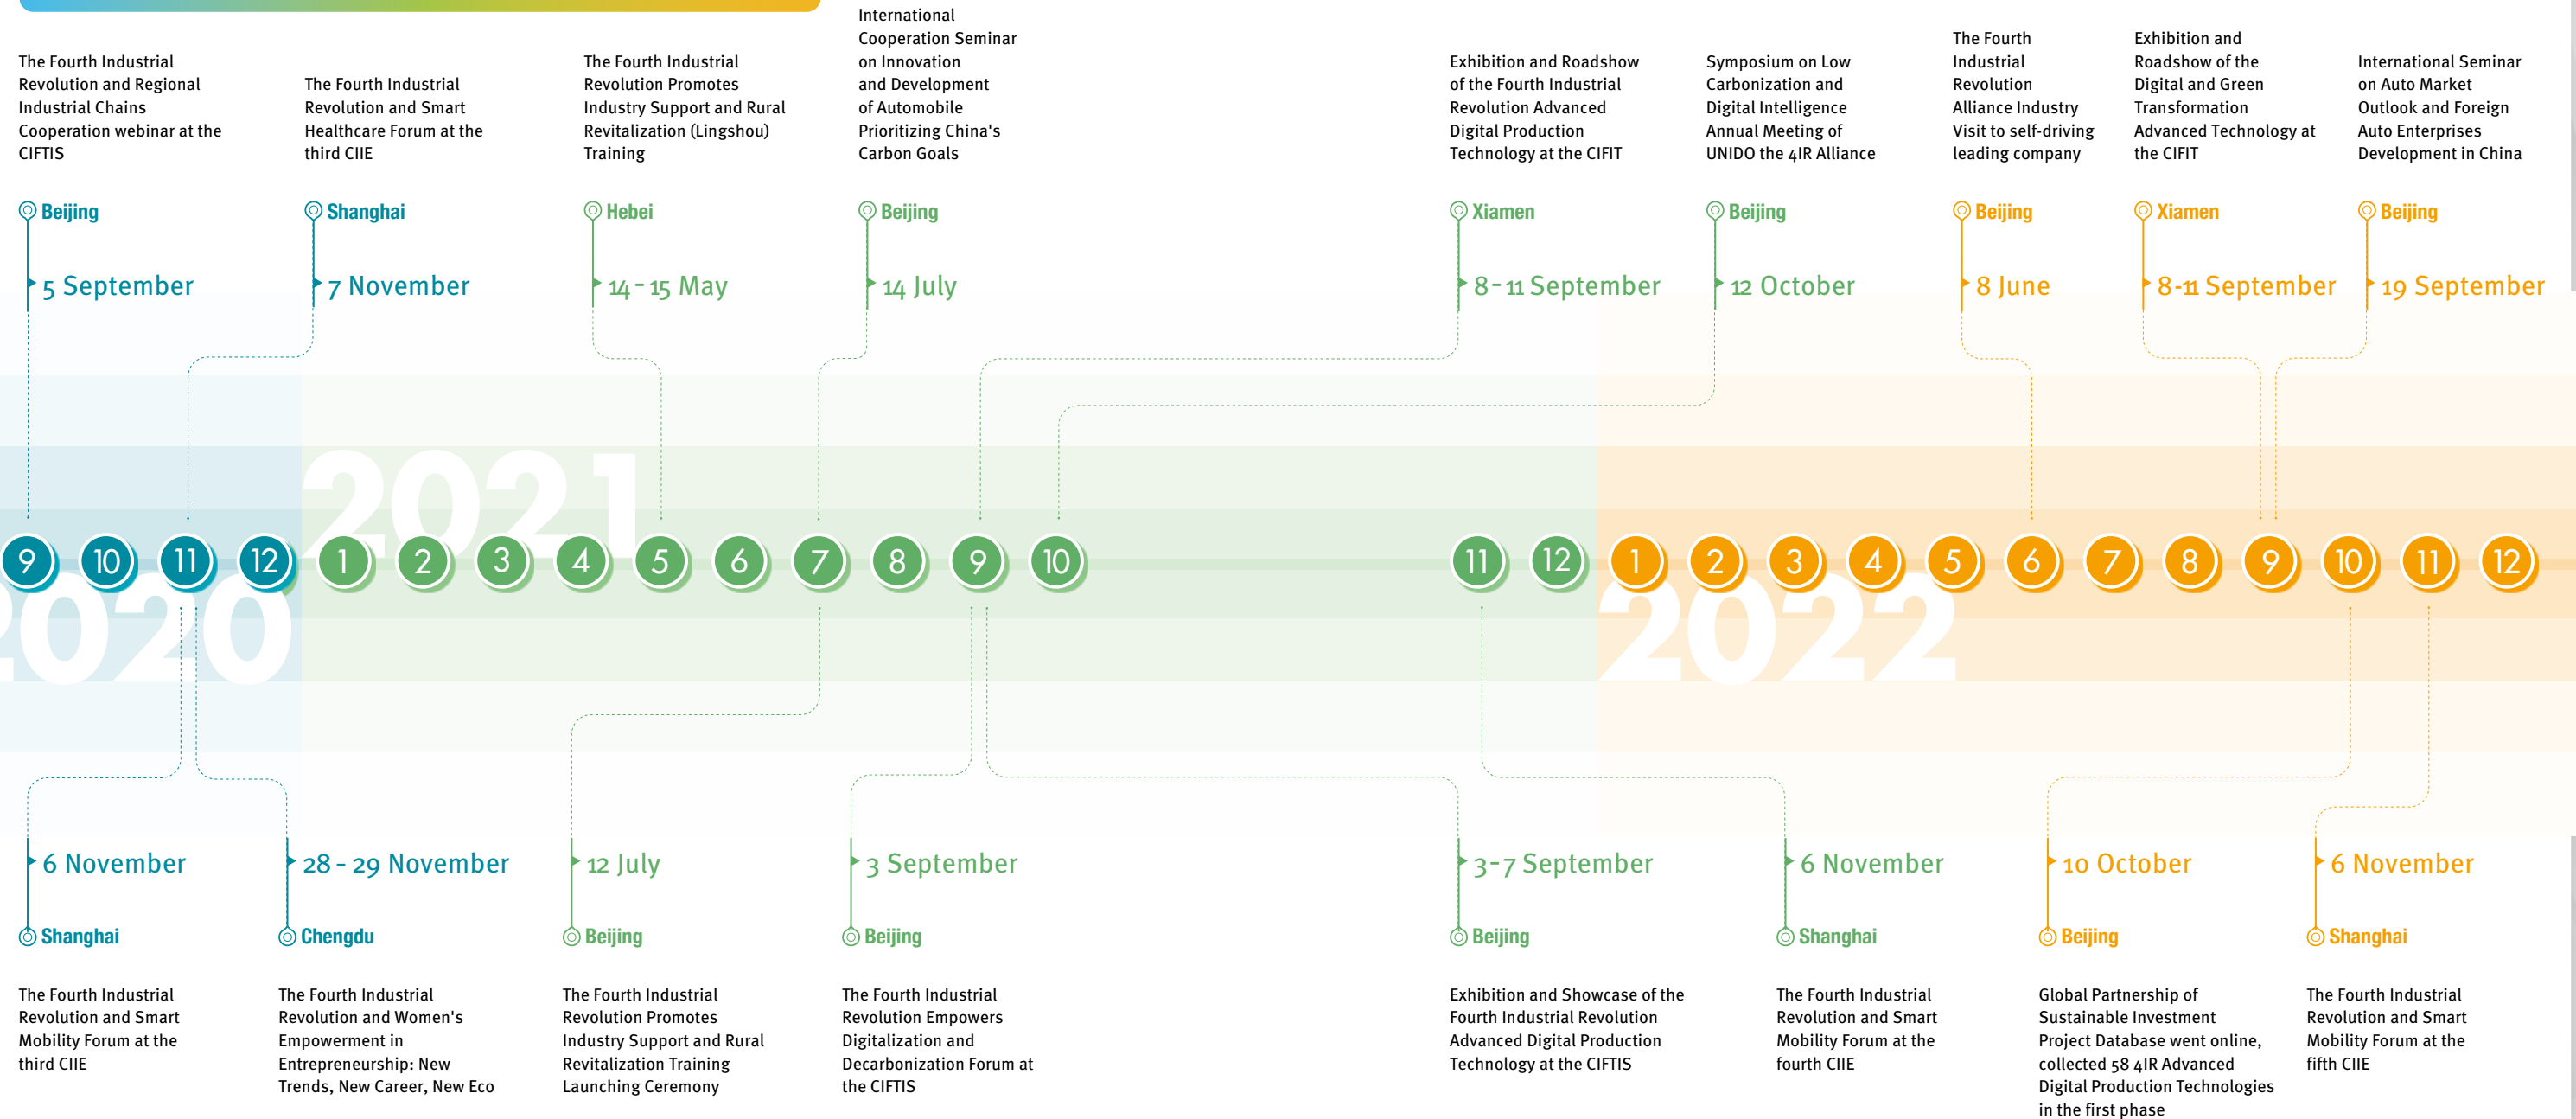 The Fourth Industrial
Revolution and Regional
Industrial Chains
Cooperation webinar at the
CIFTIS
Beijing
5 September
The Fourth Industrial
Revolution and Smart
Healthcare Forum at the
third CIIE
Shanghai
7 November
The Fourth Industrial
Revolution Promotes
Industry Support and Rural
Revitalization (Lingshou)
Training
Hebei
14 - 15 May
International
Cooperation Seminar
on Innovation
and Development
of Automobile
Prioritizing China's
Carbon Goals
Beijing
14 July
Exhibition and Roadshow
of the Fourth Industrial
Revolution Advanced
Digital Production
Technology at the CIFIT
Xiamen
8 - 11 September
Symposium on Low
Carbonization and
Digital Intelligence
Annual Meeting of
UNIDO the 4IR Alliance
Beijing
12 October
The Fourth
Industrial
Revolution
Alliance Industry
Visit to self-driving
leading company
Beijing
8 June
Exhibition and
Roadshow of the
Digital and Green
Transformation
Advanced Technology at
the CIFIT
Xiamen
8-11 September
International Seminar
on Auto Market
Outlook and Foreign
Auto Enterprises
Development in China
Beijing
19 September
2021
9 10 11 12 1 2 3 4 5 6 7 8 9 10 11 12 1 2 3 4 5 6 7 8 9 10 11 12
2020
2022
6 November
Shanghai
The Fourth Industrial
Revolution and Smart
Mobility Forum at the
third CIIE
28 - 29 November
Chengdu
The Fourth Industrial
Revolution and Women's
Empowerment in
Entrepreneurship: New
Trends, New Career, New Eco
12 July
Beijing
The Fourth Industrial
Revolution Promotes
Industry Support and Rural
Revitalization Training
Launching Ceremony
3 September
Beijing
The Fourth Industrial
Revolution Empowers
Digitalization and
Decarbonization Forum at
the CIFTIS
3 - 7 September
Beijing
Exhibition and Showcase of the
Fourth Industrial Revolution
Advanced Digital Production
Technology at the CIFTIS
6 November
Shanghai
The Fourth Industrial
Revolution and Smart
Mobility Forum at the
fourth CIIE
10 October
Beijing
Global Partnership of
Sustainable Investment
Project Database went online,
collected 58 4IR Advanced
Digital Production Technologies
in the first phase
6 November
Shanghai
The Fourth Industrial
Revolution and Smart
Mobility Forum at the
fifth CIIE